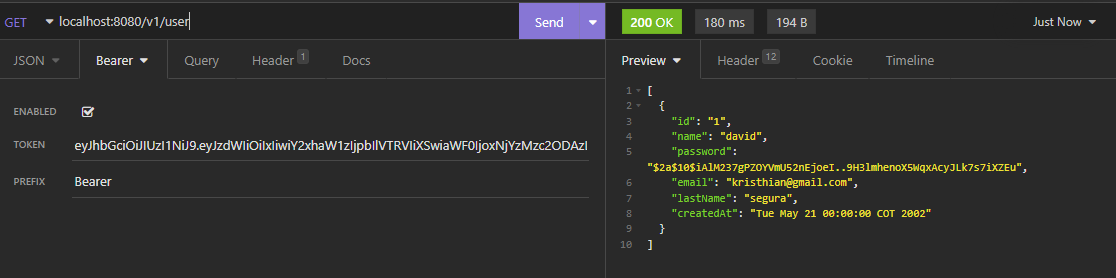 GET localhost:8080/v1/user Send 200 OK 180 ms 194 B Just Now
JSON Bearer Query Header 1 Docs Preview Header 12 Cookie Timeline
ENABLED
TOKEN eyJhbGciOiJIUzI1NiJ9.eyJzdWIiOiIxIiwiY2xhaW1zIjpbIlVTRVIiXSwiaWF0IjoxNjYzMzc2ODAzI
PREFIX Bearer
1 [
2 {
3 "id": "1",
4 "name": "david",
5 "password":
"$2a$10$iAlM237gPZOYVmU52nEjoeI..9H3lmhenoX5WqxAcyJLk7s7iXZEu",
6 "email": "kristhian@gmail.com",
7 "lastName": "segura",
8 "createdAt": "Tue May 21 00:00:00 COT 2002"
9 }
10 ]